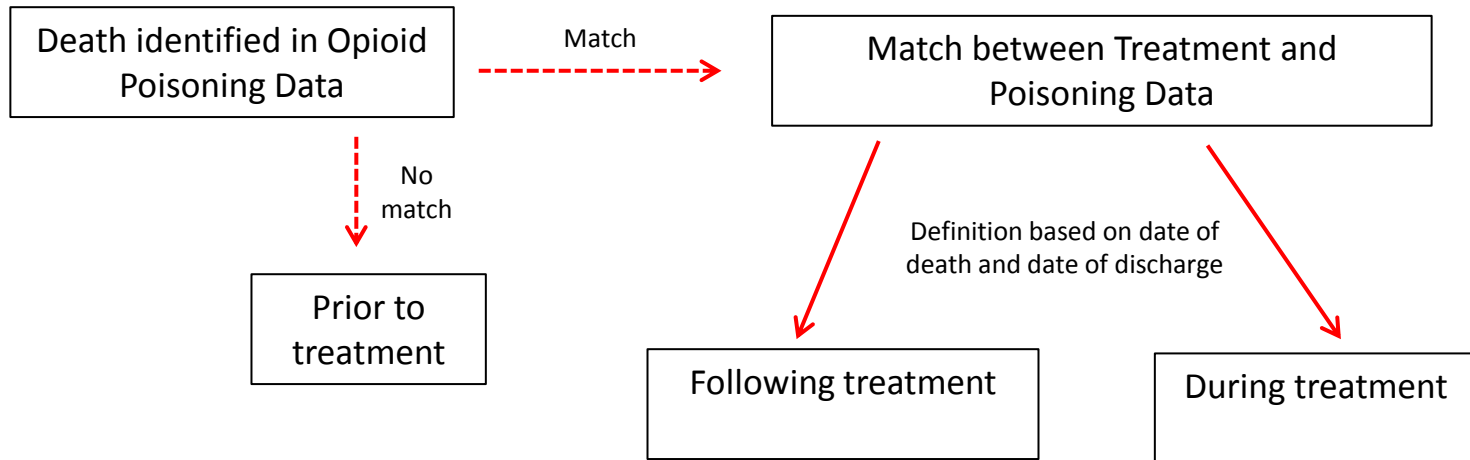 Death identified in Opioid
Poisoning Data
Match
Match between Treatment and
Poisoning Data
No
match
Definition based on date of
death and date of discharge
Prior to
treatment
Following treatment
During treatment